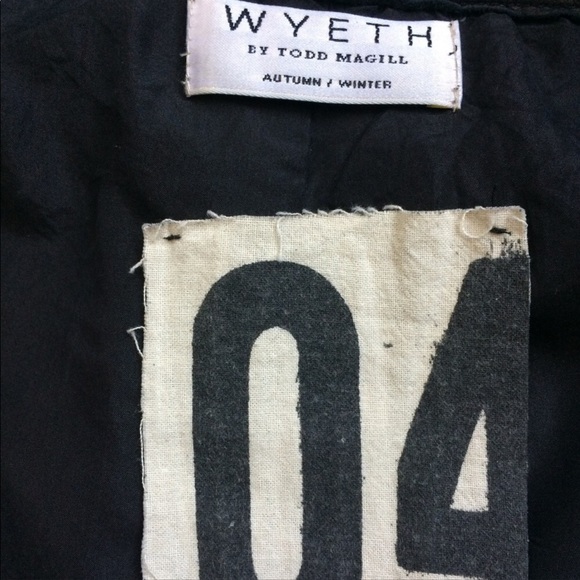 WYETH
BY TODD MAGILL
AUTUMN / WINTER
04